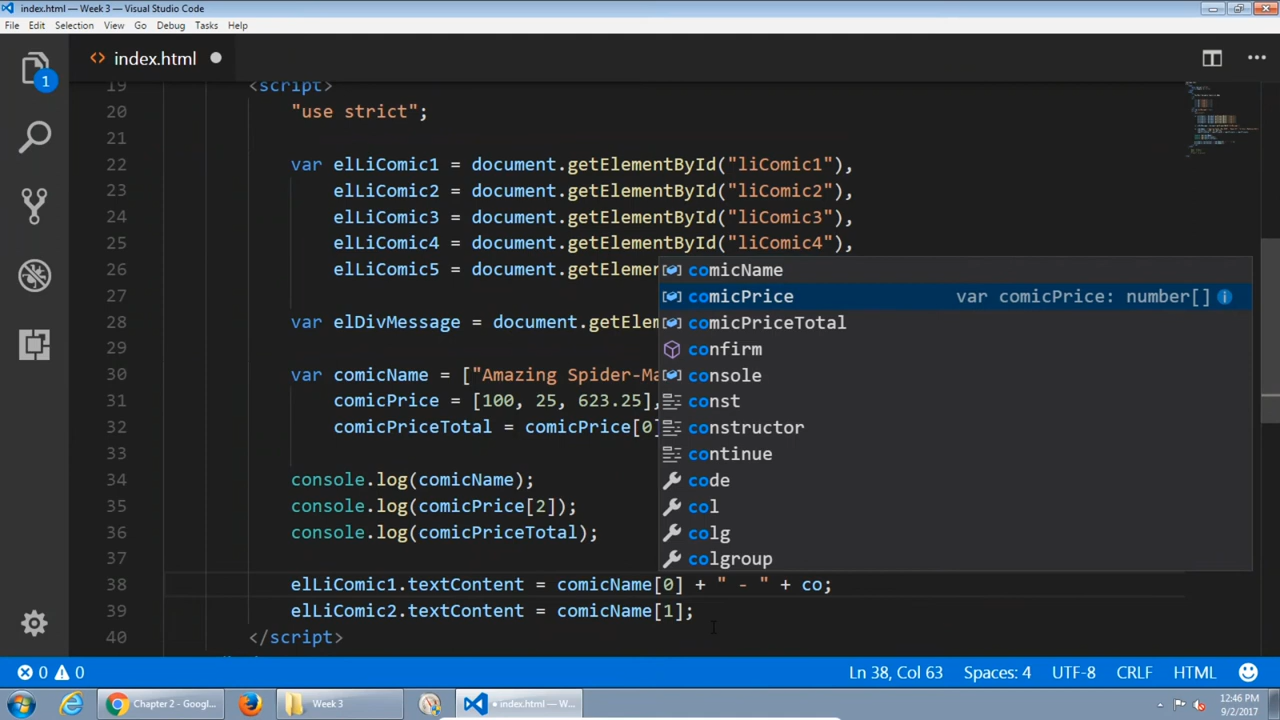 index.html — Week 3 — Visual Studio Code
File Edit Selection View Go Debug Tasks Help
1
<> index.html
19 <script>
20 "use strict";
21
22 var elLiComic1 = document.getElementById("liComic1"),
23 elLiComic2 = document.getElementById("liComic2"),
24 elLiComic3 = document.getElementById("liComic3"),
25 elLiComic4 = document.getElementById("liComic4"),
26 elLiComic5 = document.getEleme
27
28 var elDivMessage = document.getElem
29
30 var comicName = ["Amazing Spider-Ma
31 comicPrice = [100, 25, 623.25],
32 comicPriceTotal = comicPrice[0]
33
34 console.log(comicName);
35 console.log(comicPrice[2]);
36 console.log(comicPriceTotal);
37
38 elLiComic1.textContent = comicName[0] + " - " + co;
39 elLiComic2.textContent = comicName[1];
40 </script>
comicName
comicPrice var comicPrice: number[]
comicPriceTotal
confirm
console
const
constructor
continue
code
col
colg
colgroup
0 0 Ln 38, Col 63 Spaces: 4 UTF-8 CRLF HTML
Chapter 2 - Googl... Week 3 • index.html — W... 12:46 PM
9/2/2017